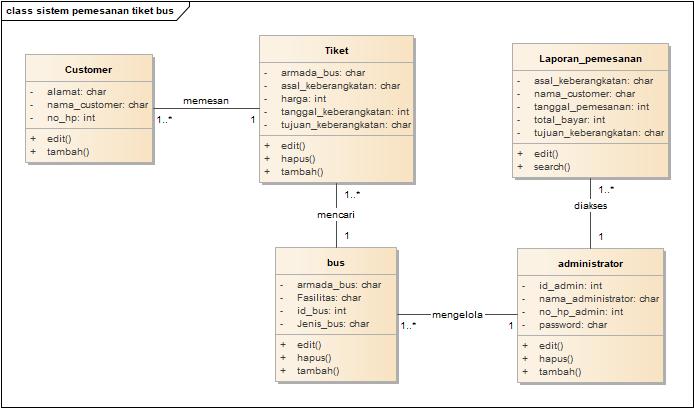 class sistem pemesanan tiket bus
Customer
- alamat: char
- nama_customer: char
- no_hp: int
+ edit()
+ tambah()
memesan
1..*
1
Tiket
- armada_bus: char
- asal_keberangkatan: char
- harga: int
- tanggal_keberangkatan: int
- tujuan_keberangkatan: char
+ edit()
+ hapus()
+ tambah()
1..*
mencari
1
Laporan_pemesanan
- asal_keberangkatan: char
- nama_customer: char
- tanggal_pemesanan: int
- total_bayar: int
- tujuan_keberangkatan: char
+ edit()
+ search()
1..*
diakses
1
bus
- armada_bus: char
- Fasilitas: char
- id_bus: int
- Jenis_bus: char
+ edit()
+ hapus()
+ tambah()
mengelola
1..*
1
administrator
- id_admin: int
- nama_administrator: char
- no_hp_admin: int
- password: char
+ edit()
+ hapus()
+ tambah()